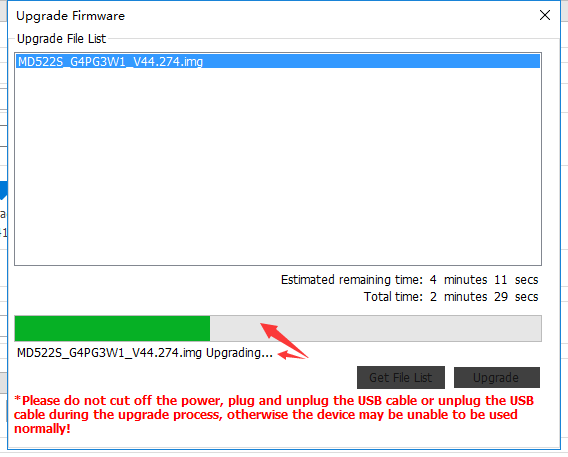 Upgrade Firmware
Upgrade File List
MD522S_G4PG3W1_V44.274.img
Estimated remaining time: 4 minutes 11 secs
Total time: 2 minutes 29 secs
MD522S_G4PG3W1_V44.274.img Upgrading...
Get File List Upgrade
*Please do not cut off the power, plug and unplug the USB cable or unplug the USB
cable during the upgrade process, otherwise the device may be unable to be used
normally!